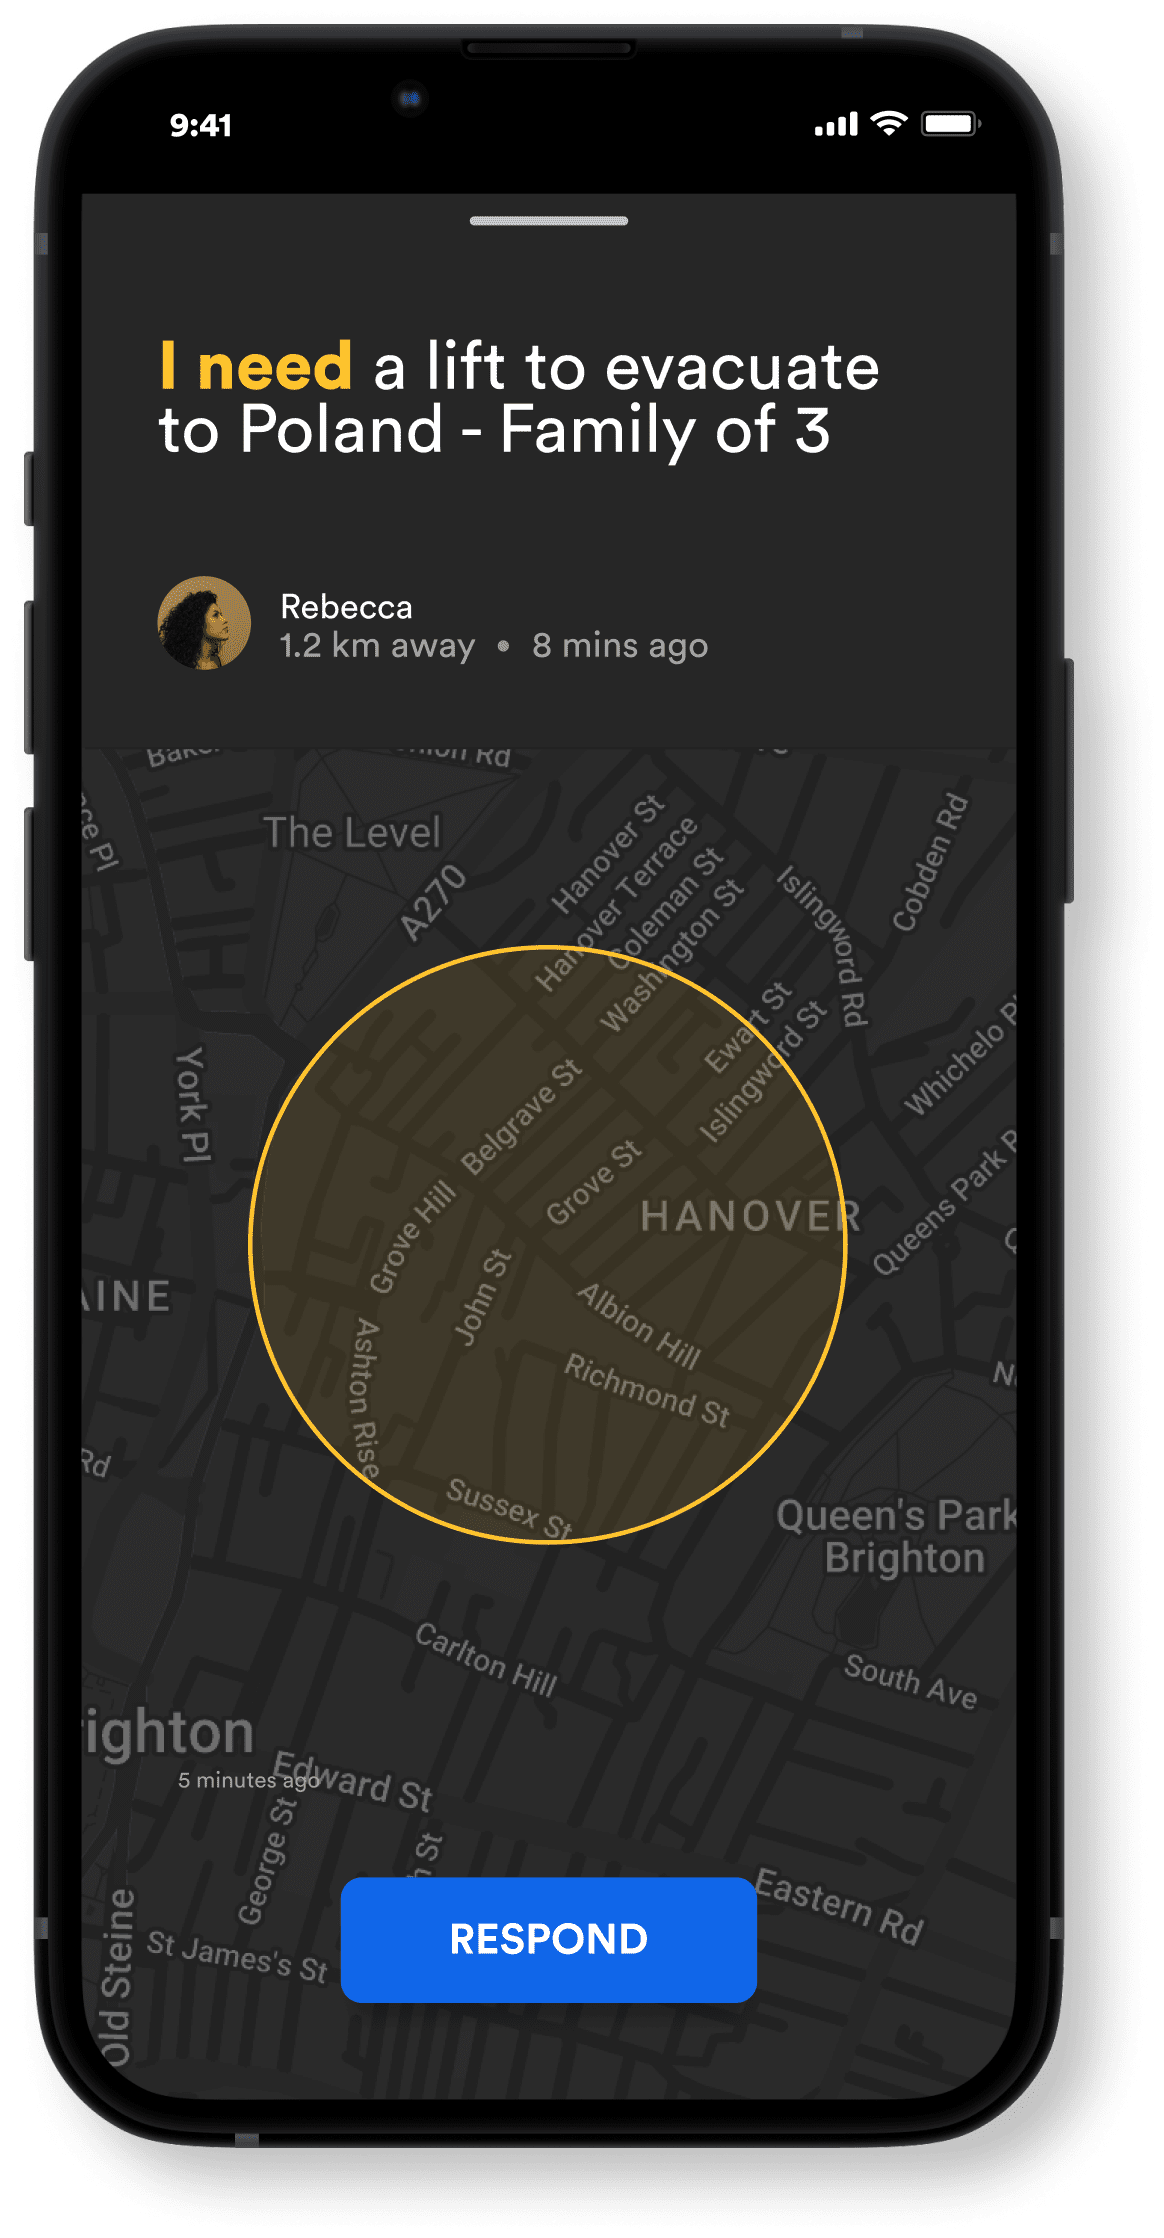 9:41
I need a lift to evacuate
to Poland - Family of 3
Rebecca
1.2 km away • 8 mins ago
The Level
A270
Hanover St
Hanover Terrace
Coleman St
Washington St
Islingword Rd
Cobden Rd
Ewart St
Islingword St
York Pl
Belgrave St
Grove St
Grove Hill
HANOVER
Queens Park R
Whichelo Pl
John St
AINE
Albion Hill
Ashton Rise
Richmond St
Rd
Sussex St
Queen's Park
Brighton
Carlton Hill
South Ave
righton
5 minutes ago
Edward St
George St
St
Eastern Rd
RESPOND
St James's St
Old Steine